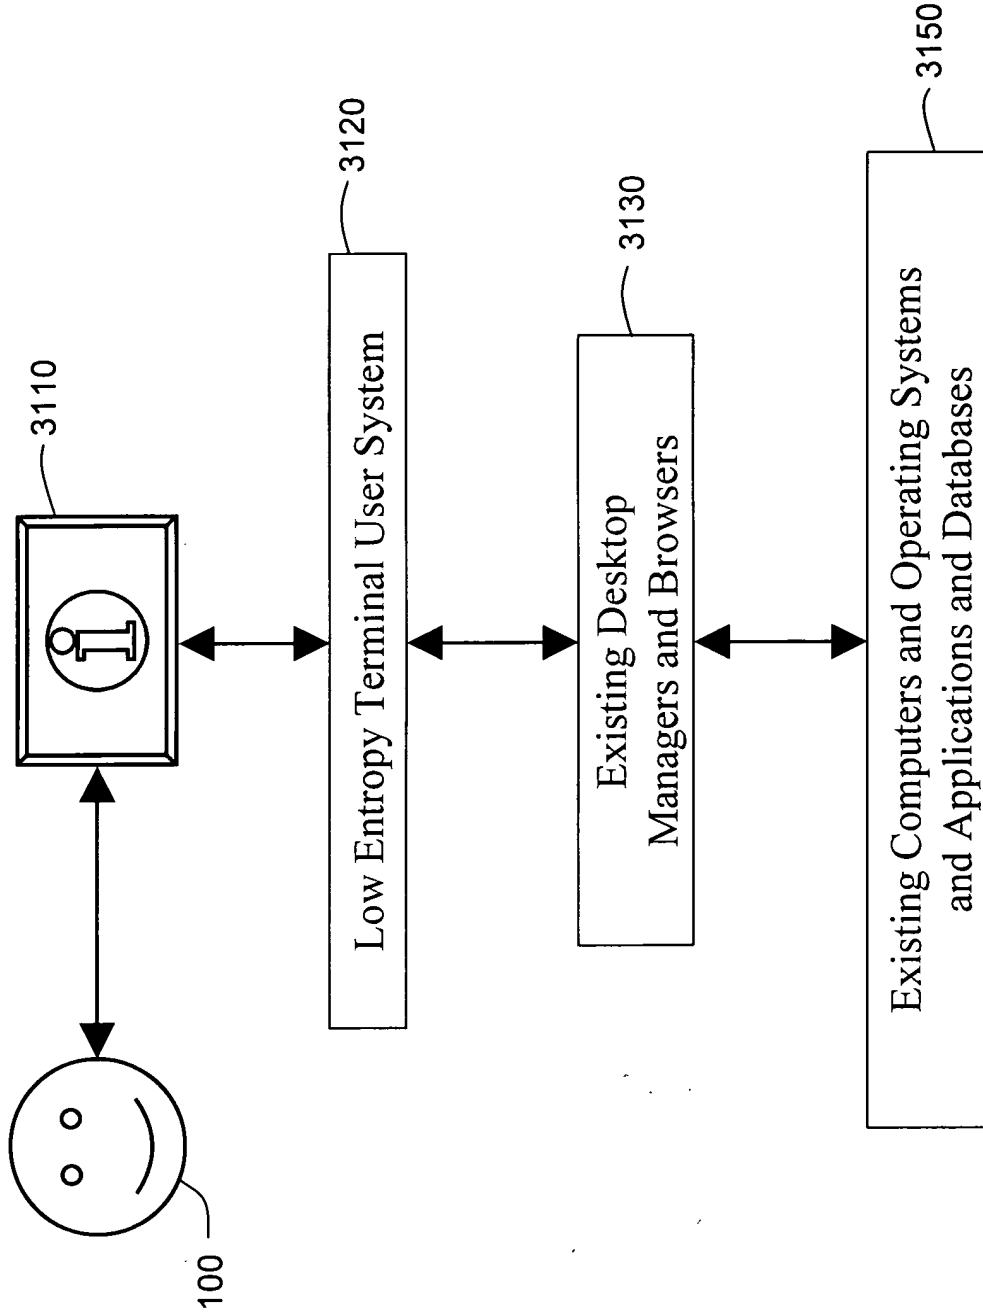 100
i
3110
Low Entropy Terminal User System
3120
Existing Desktop
Managers and Browsers
3130
Existing Computers and Operating Systems
and Applications and Databases
3150